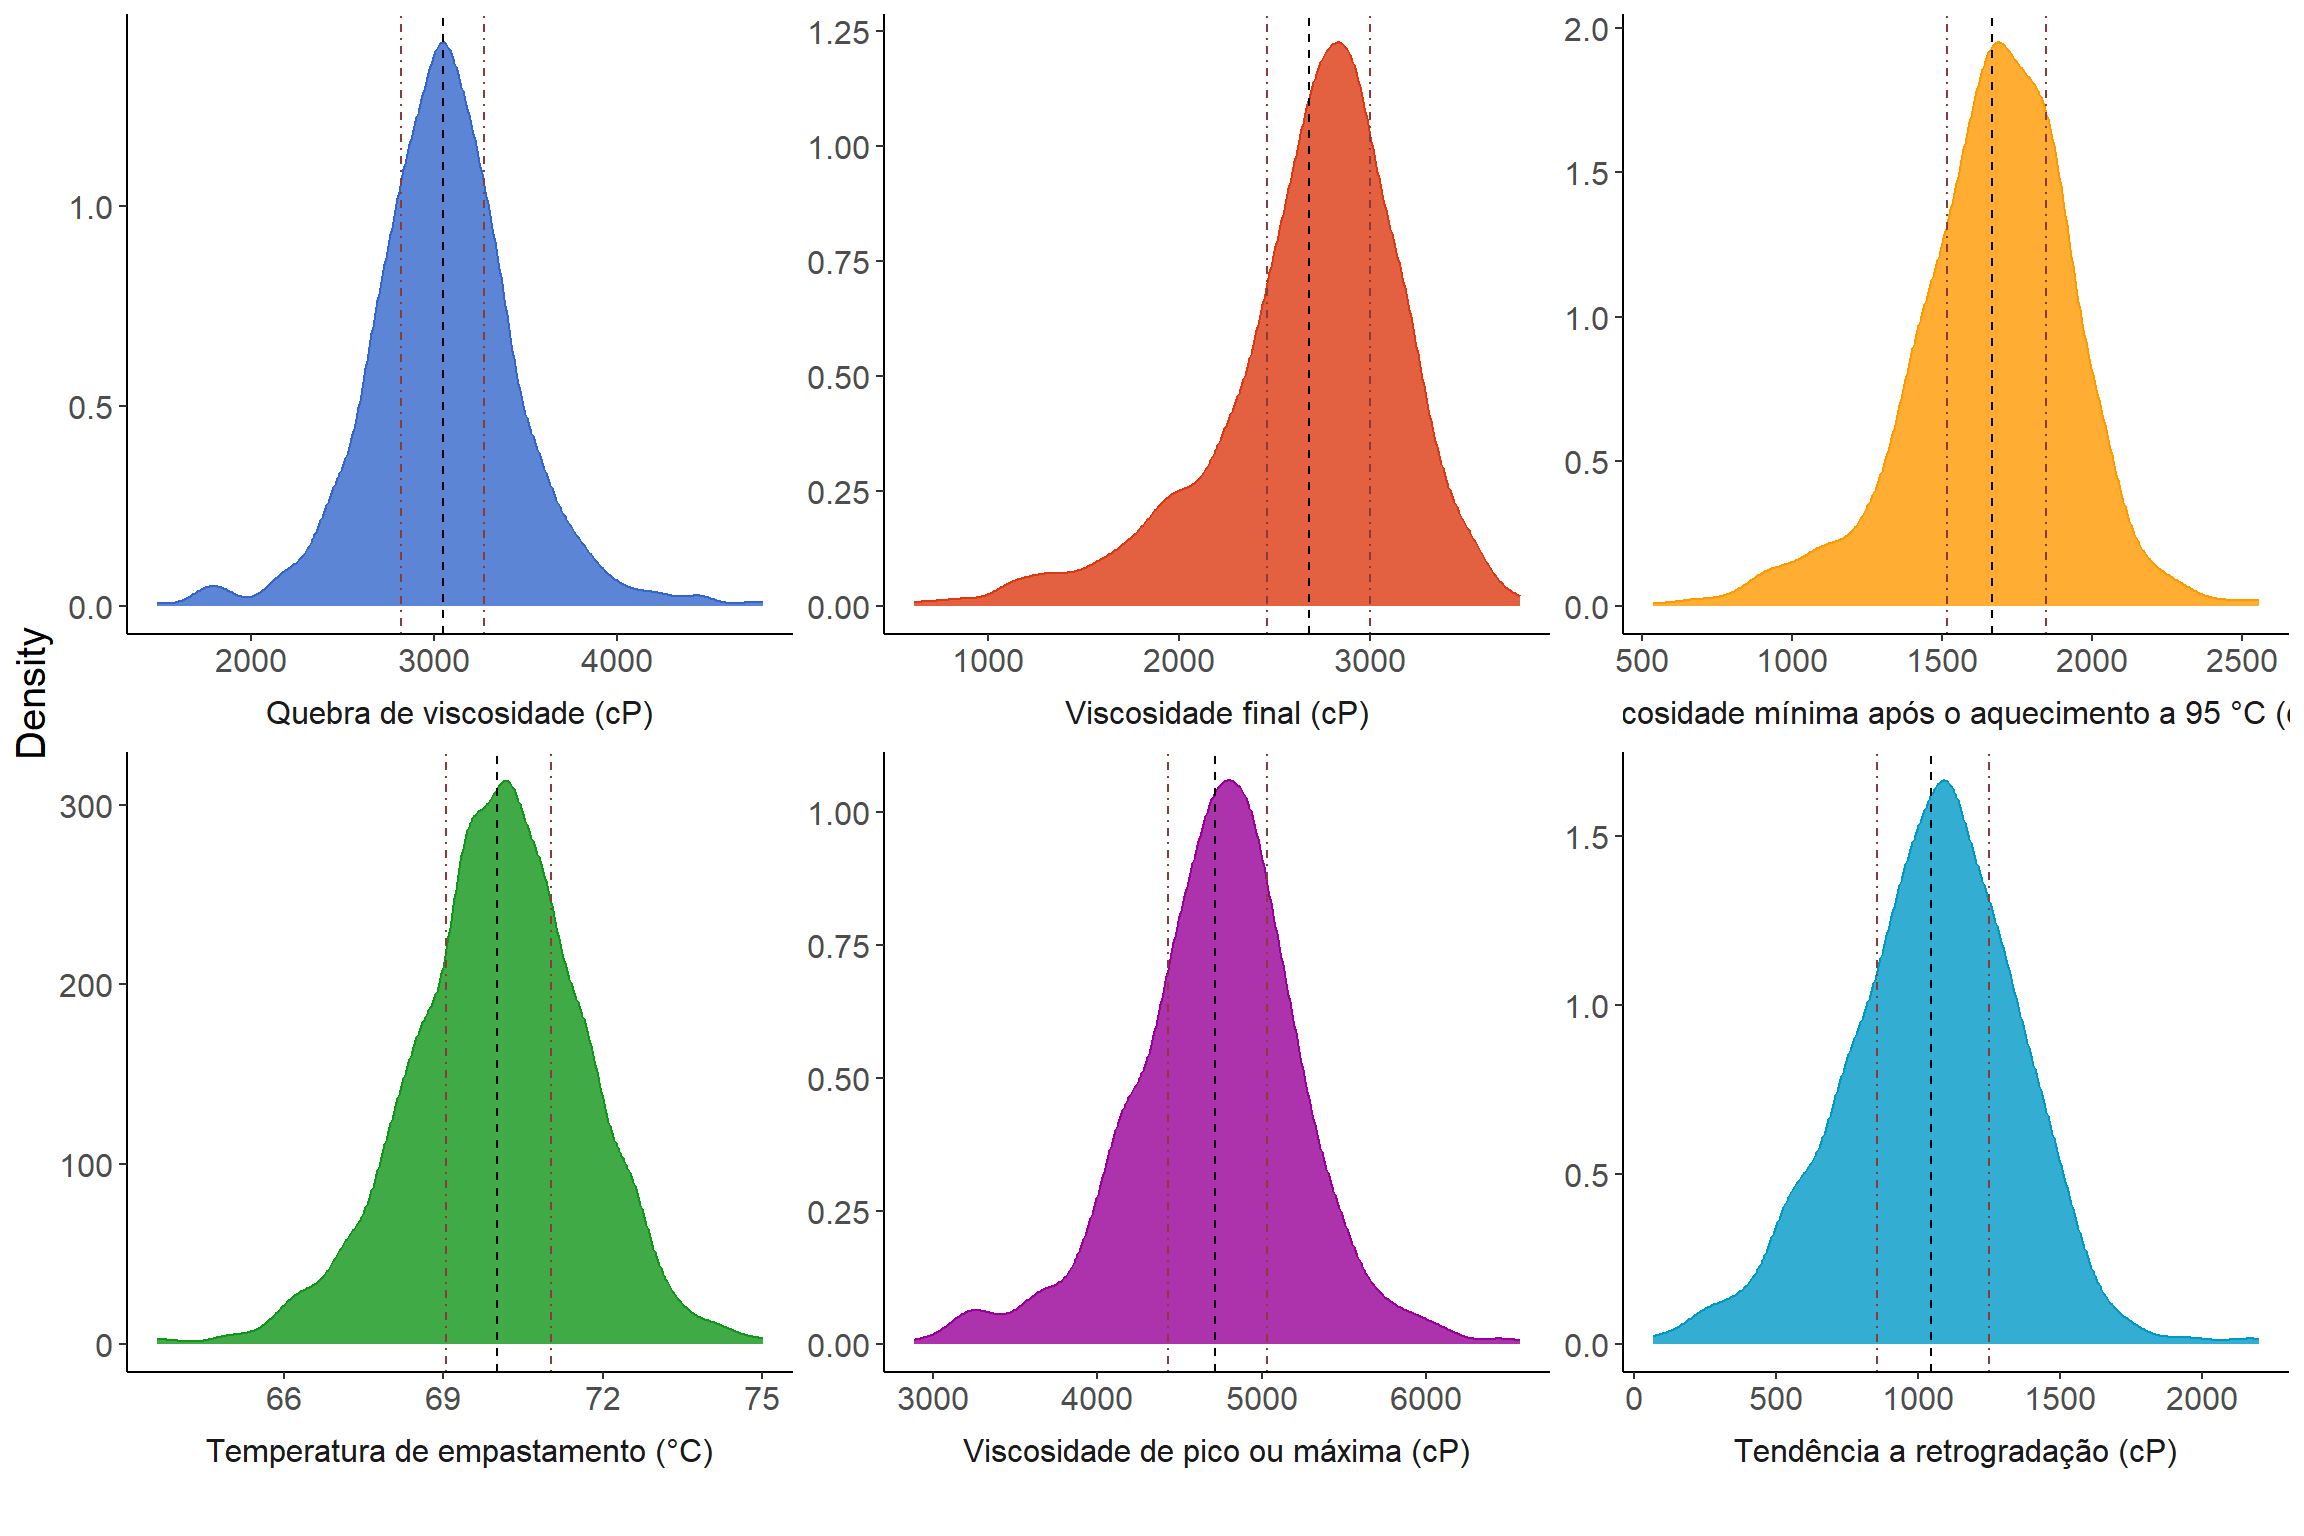 Density
1.0
0.5
0.0
2000 3000 4000
Quebra de viscosidade (cP)
1.25
1.00
0.75
0.50
0.25
0.00
1000 2000 3000
Viscosidade final (cP)
2.0
1.5
1.0
0.5
0.0
500 1000 1500 2000 2500
cosidade mínima após o aquecimento a 95 °C (c
300
200
100
0
66 69 72 75
Temperatura de empastamento (°C)
1.00
0.75
0.50
0.25
0.00
3000 4000 5000 6000
Viscosidade de pico ou máxima (cP)
1.5
1.0
0.5
0.0
0 500 1000 1500 2000
Tendência a retrogradação (cP)